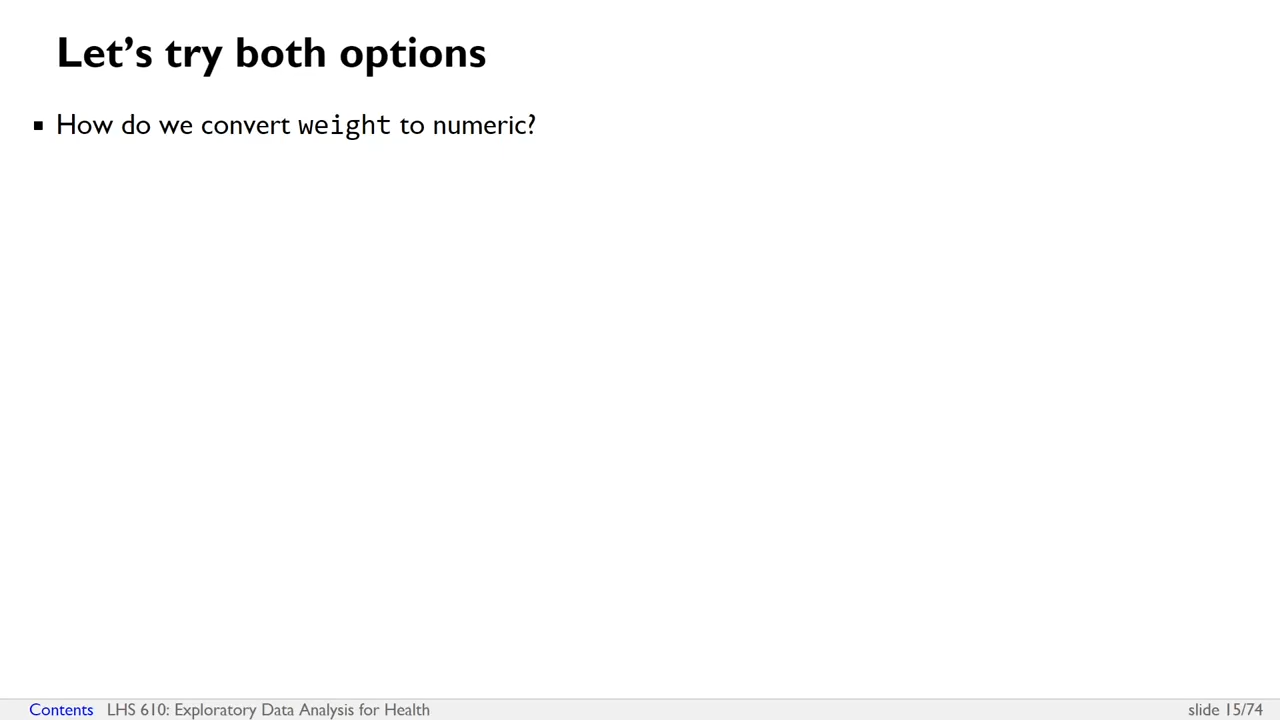 Let’s try both options
▪ How do we convert weight to numeric?
Contents LHS 610: Exploratory Data Analysis for Health slide 15/74